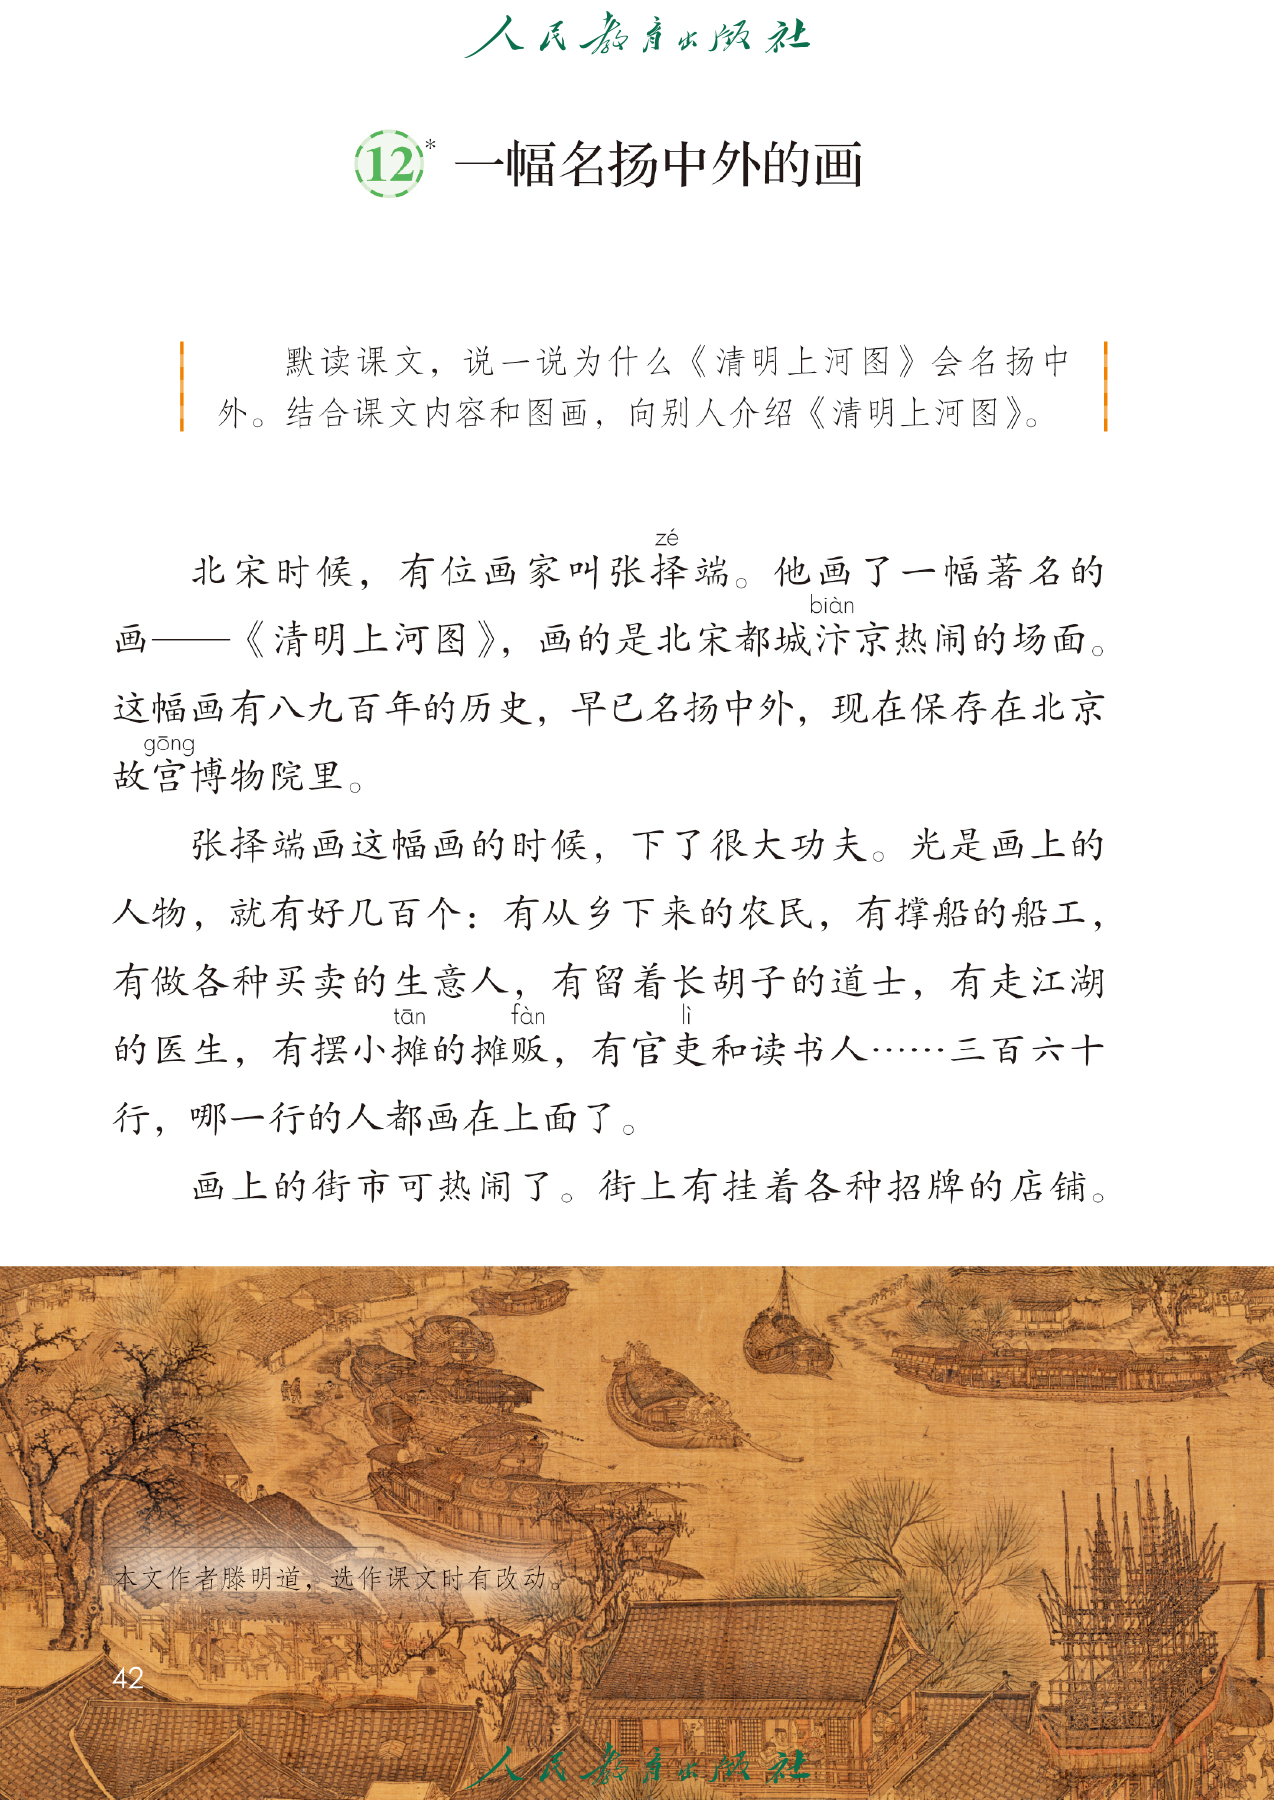 人民教育出版社
12* 一幅名扬中外的画
默读课文，说一说为什么《清明上河图》会名扬中
外。结合课文内容和图画，向别人介绍《清明上河图》。
zé
北宋时候，有位画家叫张择端。他画了一幅著名的
biàn
画——《清明上河图》，画的是北宋都城汴京热闹的场面。
这幅画有八九百年的历史，早已名扬中外，现在保存在北京
gōng
故宫博物院里。
张择端画这幅画的时候，下了很大功夫。光是画上的
人物，就有好几百个：有从乡下来的农民，有撑船的船工，
有做各种买卖的生意人，有留着长胡子的道士，有走江湖
tān fàn lì
的医生，有摆小摊的摊贩，有官吏和读书人……三百六十
行，哪一行的人都画在上面了。
画上的街市可热闹了。街上有挂着各种招牌的店铺。
本文作者滕明道，选作课文时有改动。
42
人民教育出版社